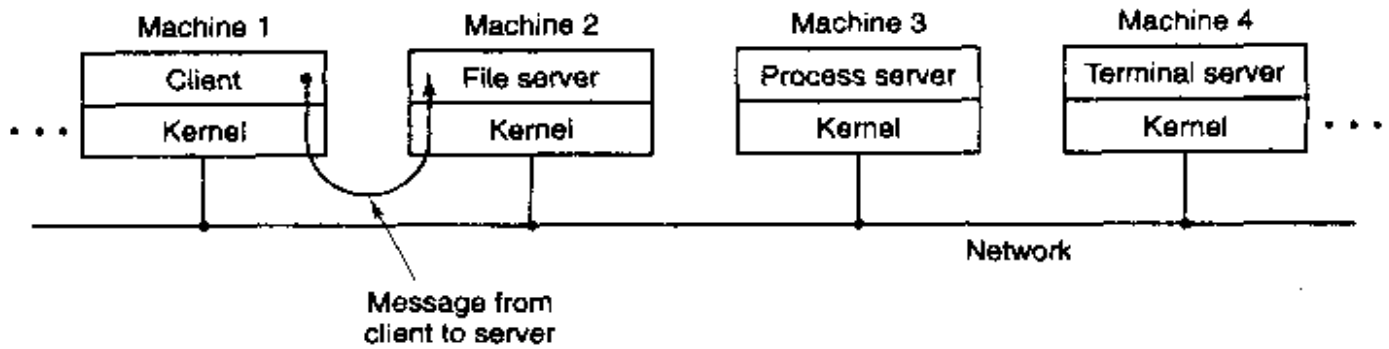 Machine 1
Machine 2
Machine 3
Machine 4
Client
File server
Process server
Terminal server
Kernel
Kernel
Kernel
Kernel
Network
Message from
client to server